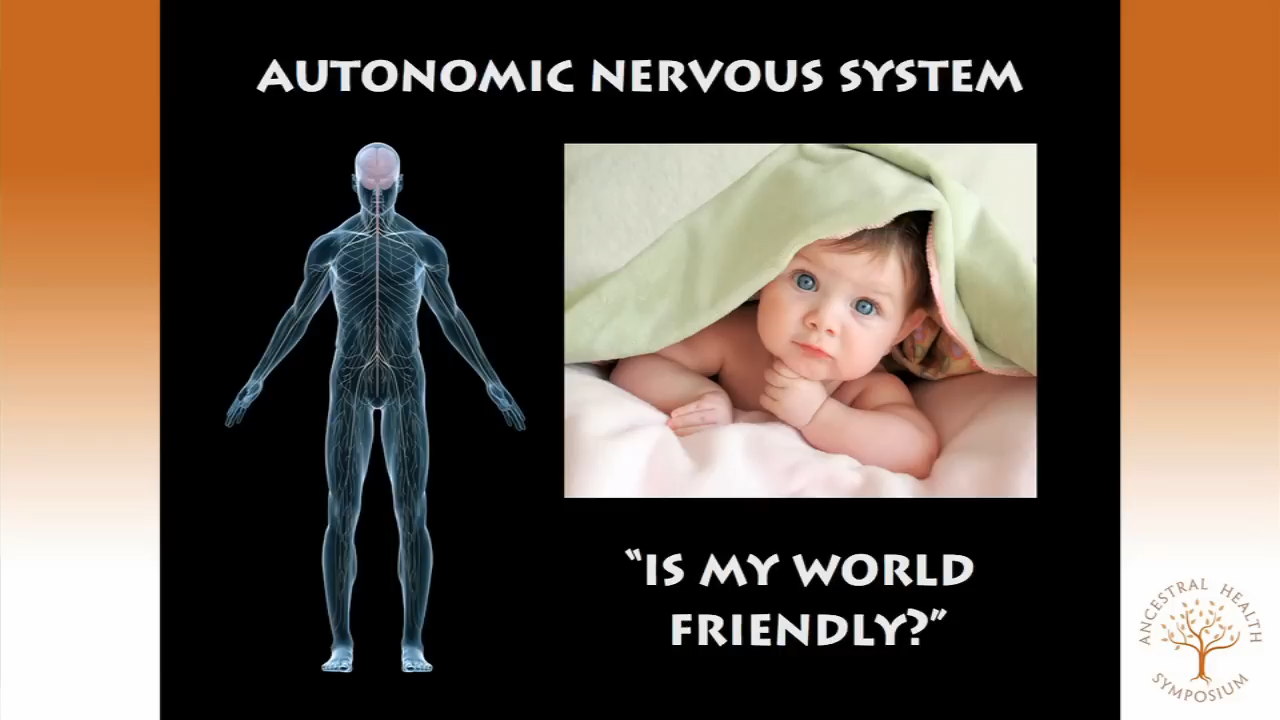 AUTONOMIC NERVOUS SYSTEM
“IS MY WORLD
FRIENDLY?”
ANCESTRAL HEALTH
SYMPOSIUM